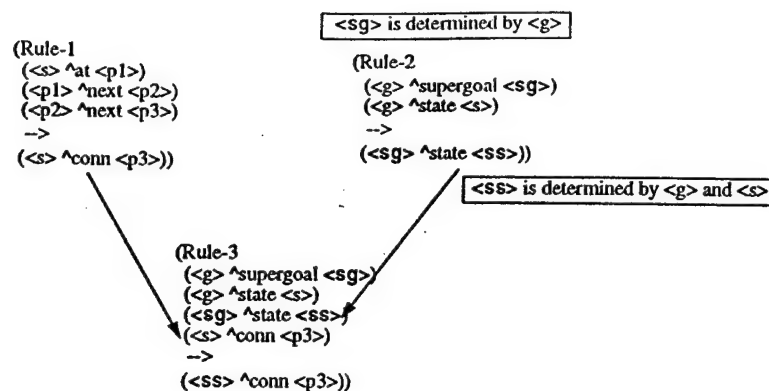 <sg> is determined by <g>
(Rule-1
(<s> ^at <p1>)
(<p1> ^next <p2>)
(<p2> ^next <p3>)
-->
(<s> ^conn <p3>))
(Rule-2
(<g> ^supergoal <sg>)
(<g> ^state <s>)
-->
(<sg> ^state <ss>))
<ss> is determined by <g> and <s>
(Rule-3
(<g> ^supergoal <sg>)
(<g> ^state <s>)
(<sg> ^state <ss>)
(<s> ^conn <p3>)
-->
(<ss> ^conn <p3>))